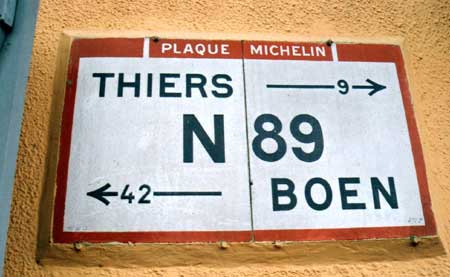 PLAQUE MICHELIN
THIERS 9
N 89
42 BOEN